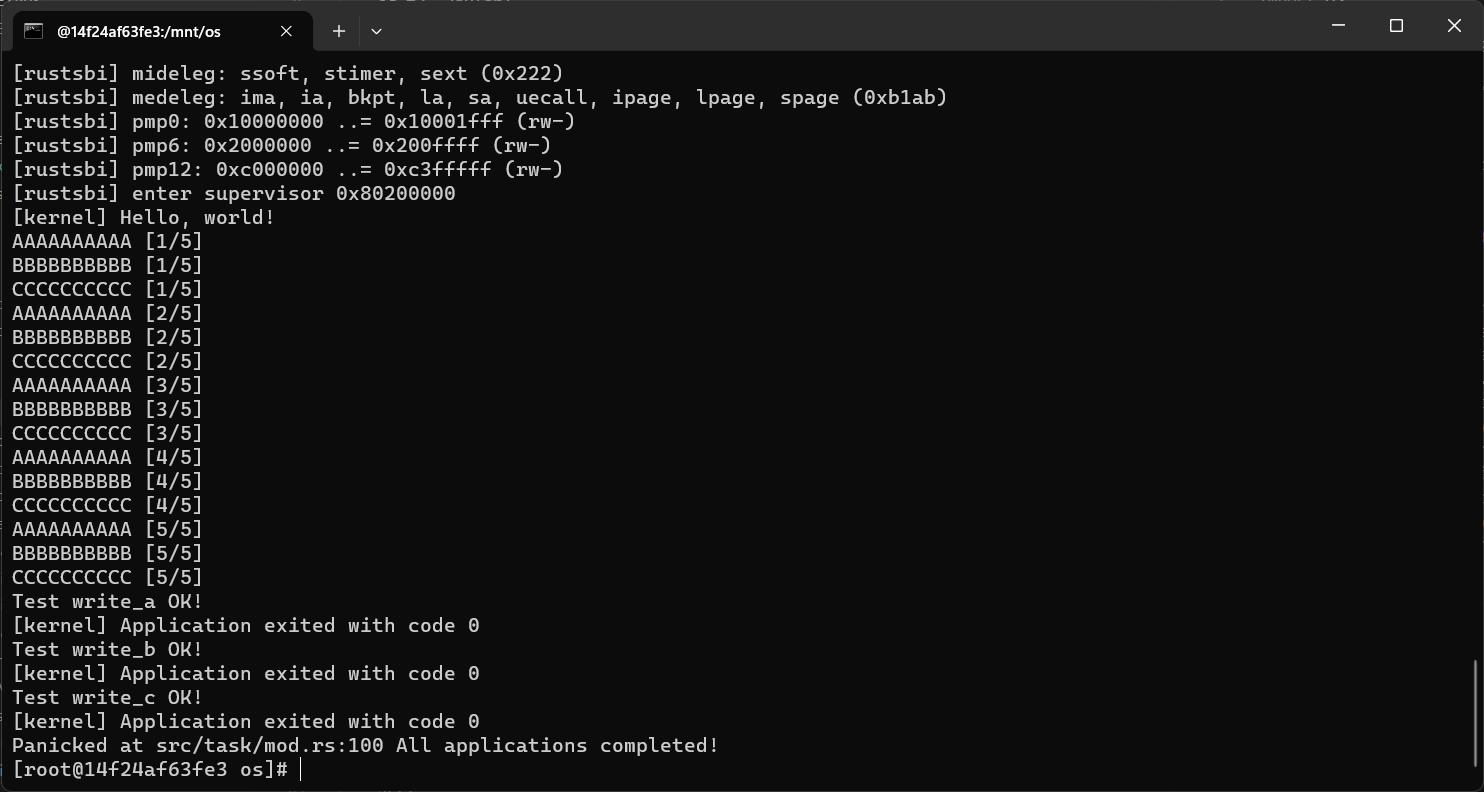 @14f24af63fe3:/mnt/os
[rustsbi] mideleg: ssoft, stimer, sext (0x222)
[rustsbi] medeleg: ima, ia, bkpt, la, sa, uecall, ipage, lpage, spage (0xb1ab)
[rustsbi] pmp0: 0x10000000 ..= 0x10001fff (rw-)
[rustsbi] pmp6: 0x2000000 ..= 0x200ffff (rw-)
[rustsbi] pmp12: 0xc000000 ..= 0xc3fffff (rw-)
[rustsbi] enter supervisor 0x80200000
[kernel] Hello, world!
AAAAAAAAAA [1/5]
BBBBBBBBBB [1/5]
CCCCCCCCCC [1/5]
AAAAAAAAAA [2/5]
BBBBBBBBBB [2/5]
CCCCCCCCCC [2/5]
AAAAAAAAAA [3/5]
BBBBBBBBBB [3/5]
CCCCCCCCCC [3/5]
AAAAAAAAAA [4/5]
BBBBBBBBBB [4/5]
CCCCCCCCCC [4/5]
AAAAAAAAAA [5/5]
BBBBBBBBBB [5/5]
CCCCCCCCCC [5/5]
Test write_a OK!
[kernel] Application exited with code 0
Test write_b OK!
[kernel] Application exited with code 0
Test write_c OK!
[kernel] Application exited with code 0
Panicked at src/task/mod.rs:100 All applications completed!
[root@14f24af63fe3 os]#